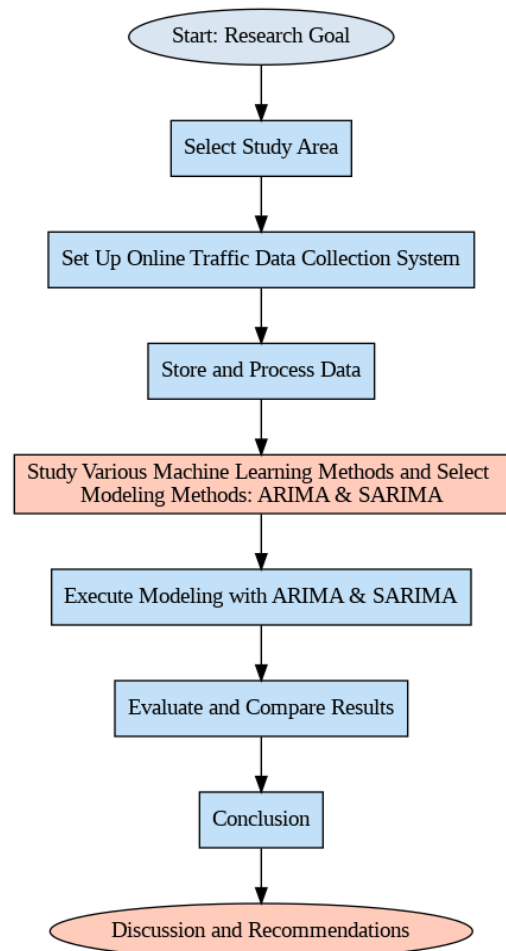 Start: Research Goal
Select Study Area
Set Up Online Traffic Data Collection System
Store and Process Data
Study Various Machine Learning Methods and Select
Modeling Methods: ARIMA & SARIMA
Execute Modeling with ARIMA & SARIMA
Evaluate and Compare Results
Conclusion
Discussion and Recommendations